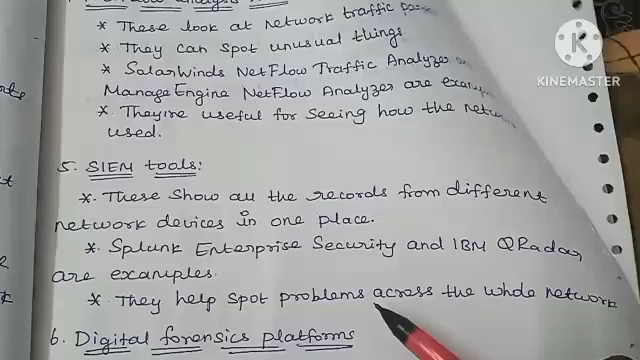 * These look at network traffic
* They can spot unusual things
* SolarWinds NetFlow Traffic Analyzer
ManageEngine NetFlow Analyzer are
* They're useful for seeing how the
used.
5. SIEM tools:
* These show all the records from different
network devices in one place.
* Splunk Enterprise Security and IBM QRadar
are examples.
* They help spot problems across the whole network
6. Digital forensics platforms
KINEMASTER